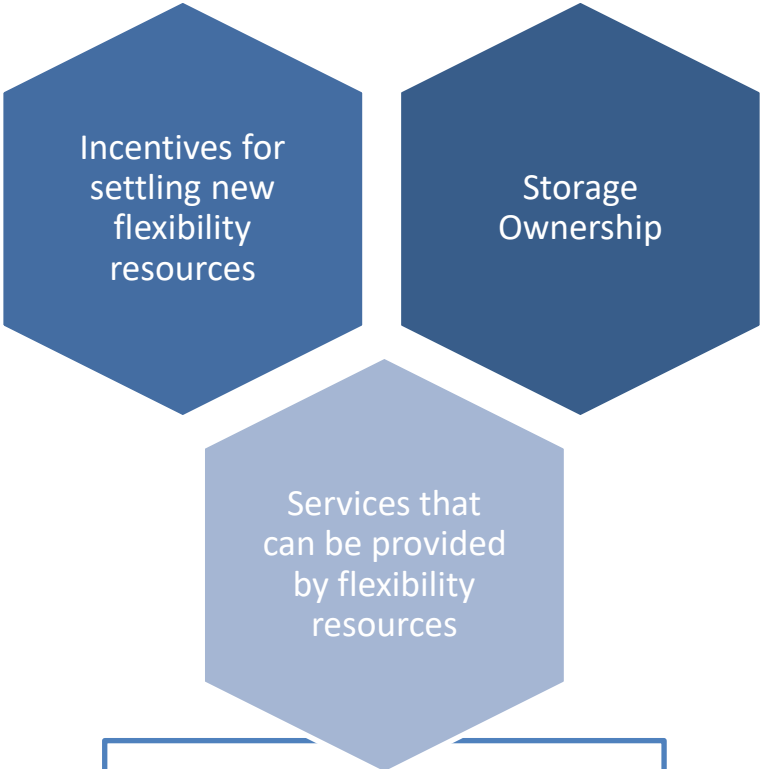 Incentives for
settling new
flexibility
resources
Storage
Ownership
Services that
can be provided
by flexibility
resources